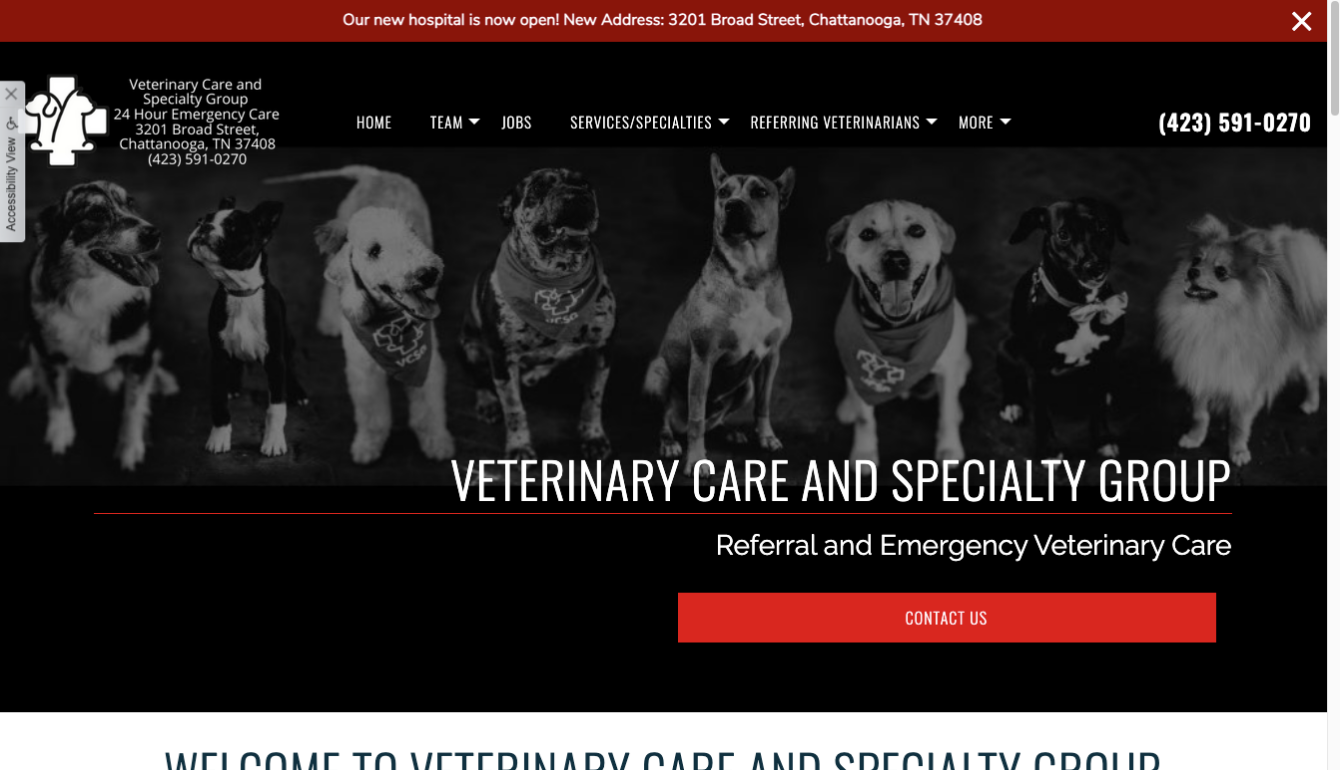 Our new hospital is now open! New Address: 3201 Broad Street, Chattanooga, TN 37408
Accessibility View
Veterinary Care and
Specialty Group
24 Hour Emergency Care
3201 Broad Street,
Chattanooga, TN 37408
(423) 591-0270
HOME TEAM JOBS SERVICES/SPECIALTIES REFERRING VETERINARIANS MORE
(423) 591-0270
VCSG
VCSG
VETERINARY CARE AND SPECIALTY GROUP
Referral and Emergency Veterinary Care
CONTACT US
WELCOME TO VETERINARY CARE AND SPECIALTY GROUP